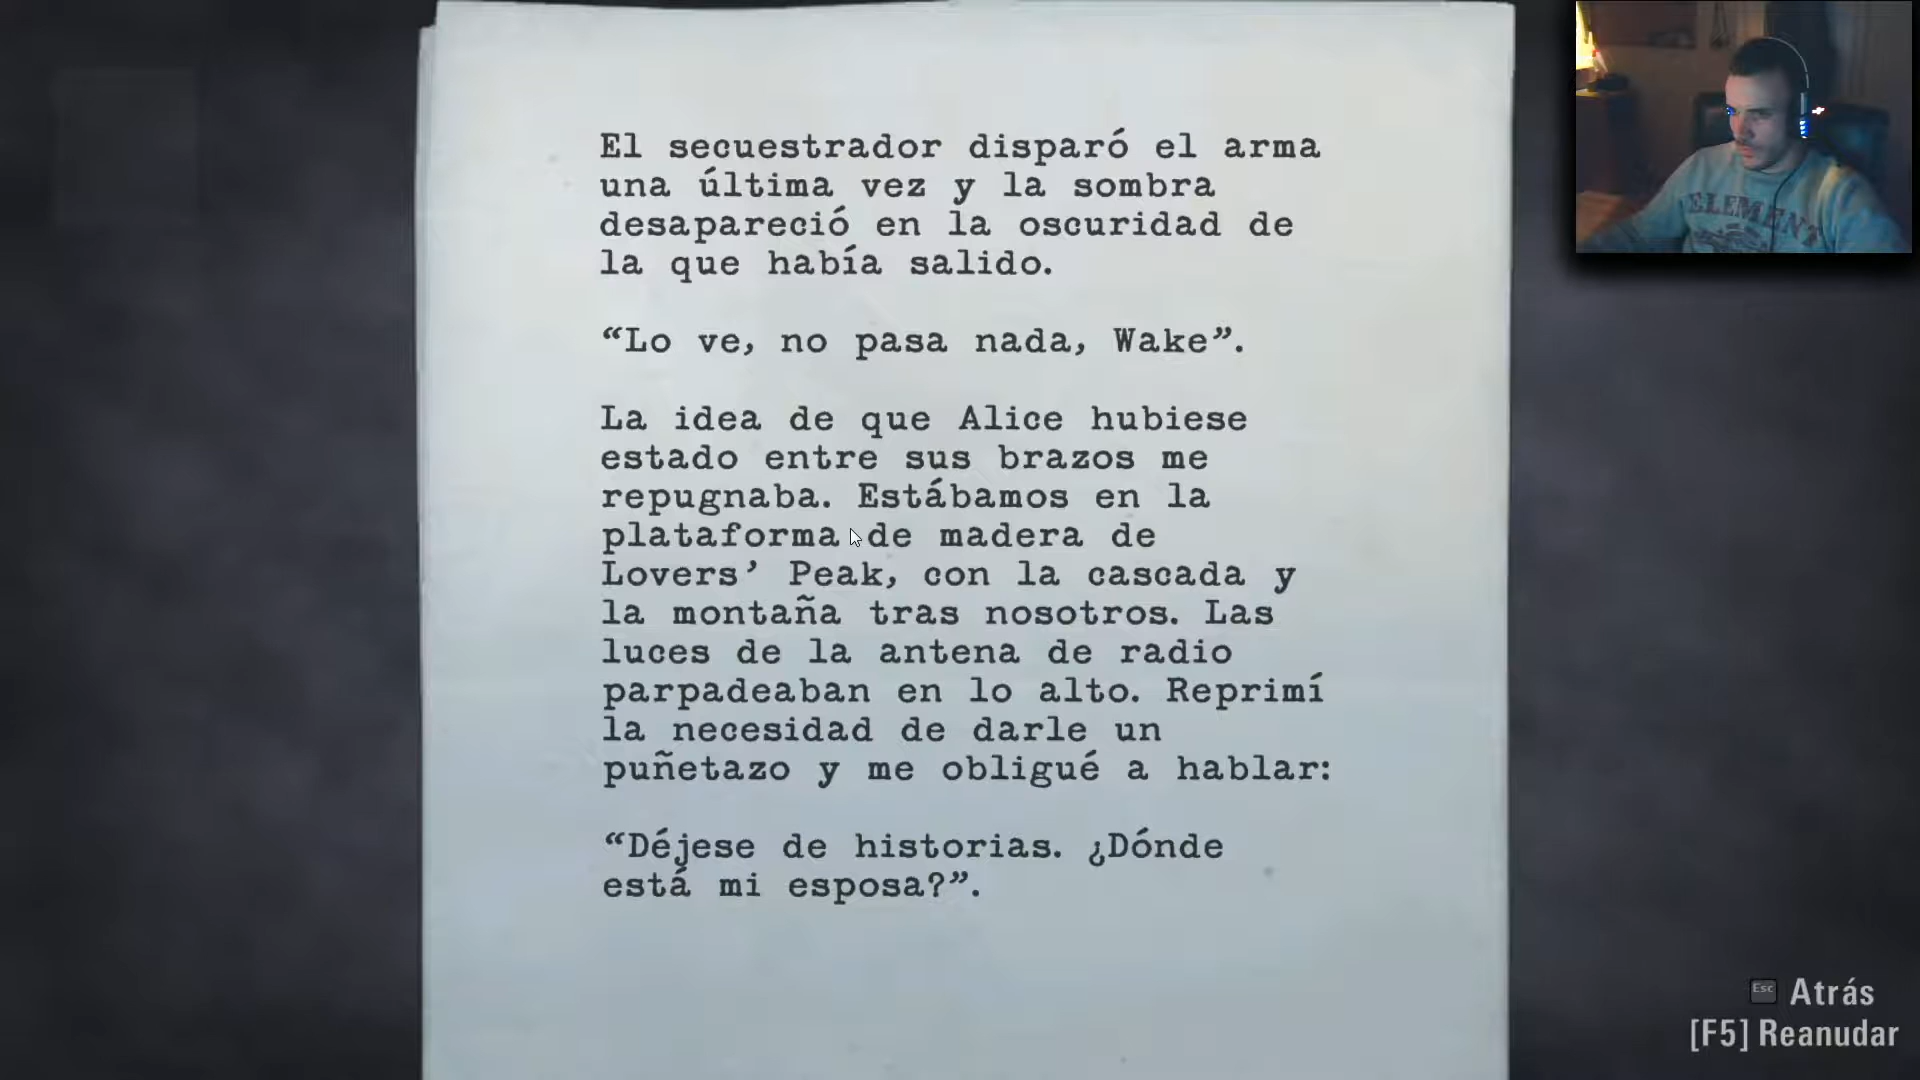 El secuestrador disparó el arma
una última vez y la sombra
desapareció en la oscuridad de
la que había salido.
“Lo ve, no pasa nada, Wake”.
La idea de que Alice hubiese
estado entre sus brazos me
repugnaba. Estábamos en la
plataforma de madera de
Lovers’ Peak, con la cascada y
la montaña tras nosotros. Las
luces de la antena de radio
parpadeaban en lo alto. Reprimí
la necesidad de darle un
puñetazo y me obligué a hablar:
“Déjese de historias. ¿Dónde
está mi esposa?”.
ELEMENT
Esc Atrás
[F5] Reanudar